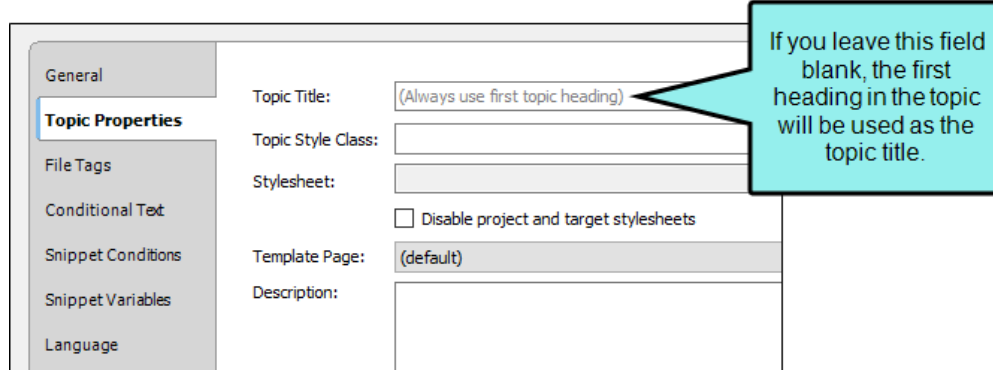 General
Topic Properties
File Tags
Conditional Text
Snippet Conditions
Snippet Variables
Language
Topic Title:
(Always use first topic heading)
Topic Style Class:
Stylesheet:
Disable project and target stylesheets
Template Page:
(default)
Description:
If you leave this field
blank, the first
heading in the topic
will be used as the
topic title.